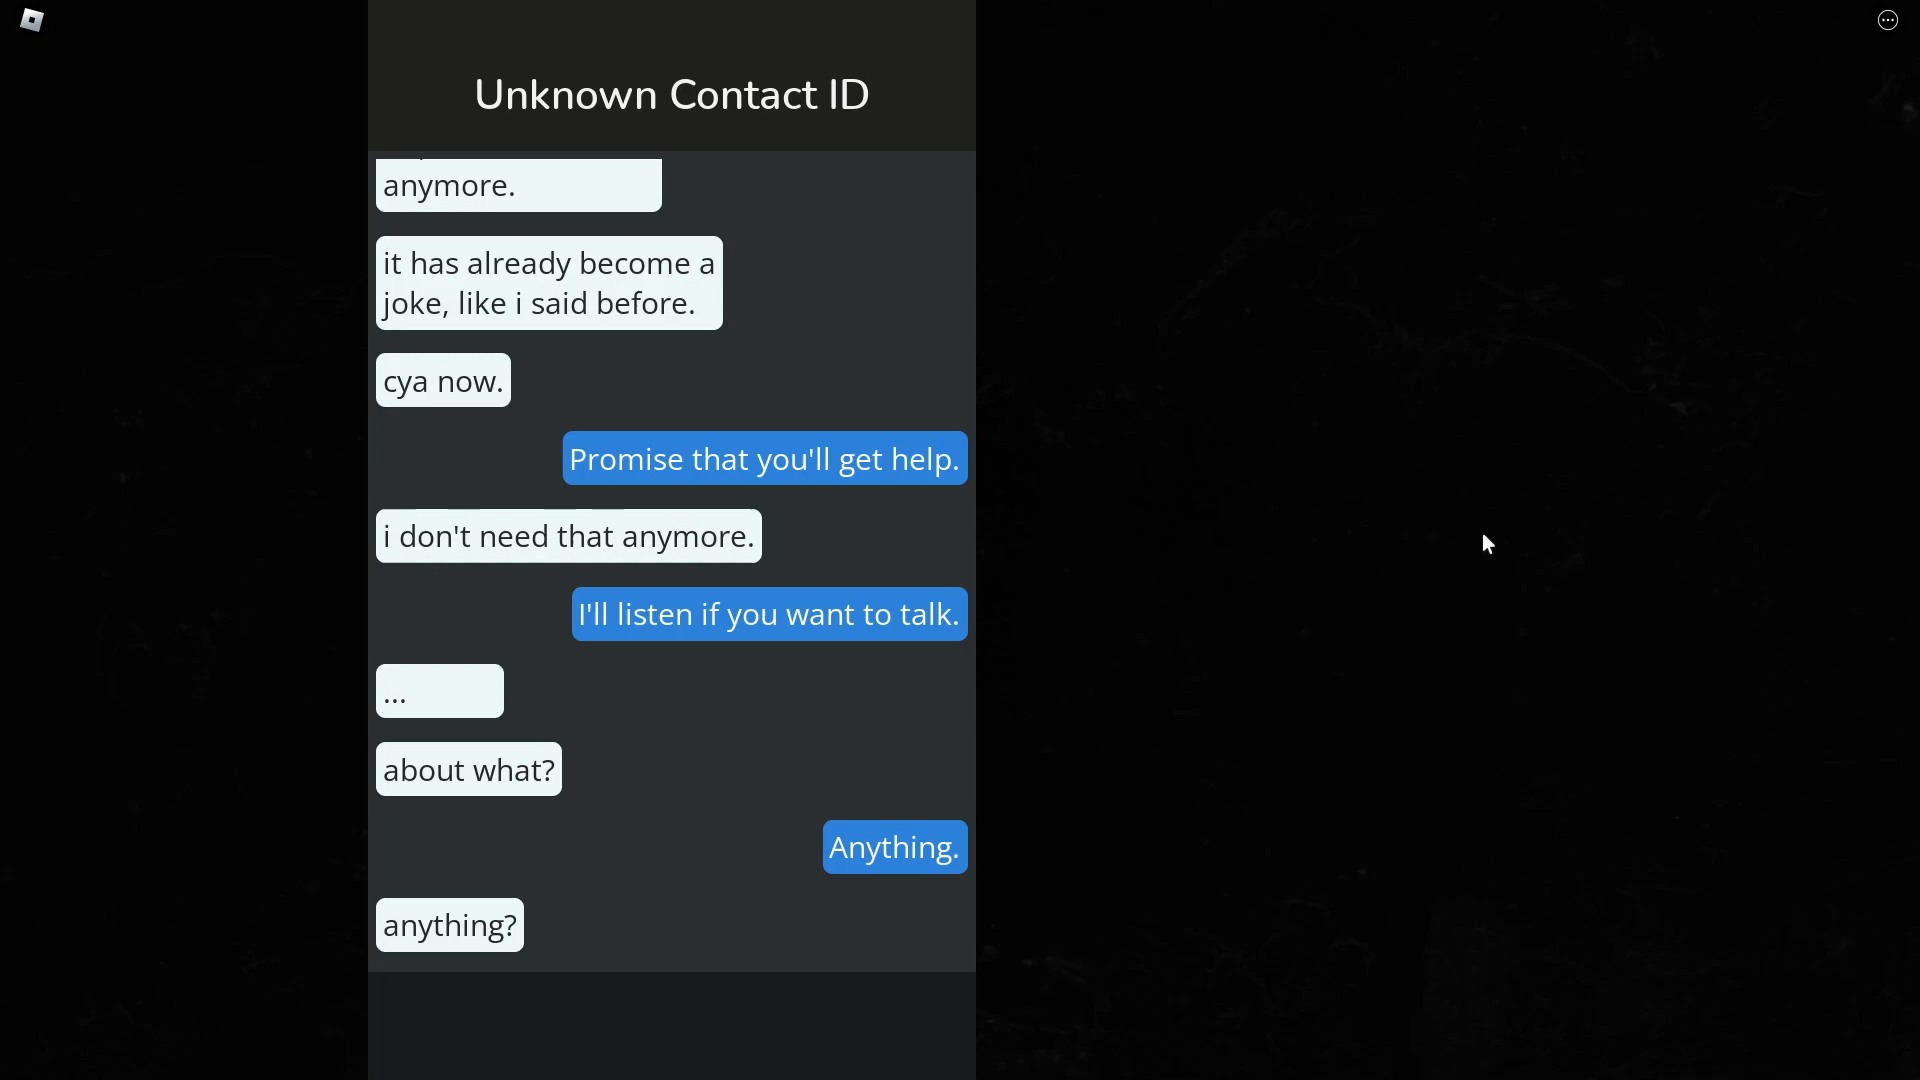 Unknown Contact ID
anymore.
it has already become a
joke, like i said before.
cya now.
Promise that you'll get help.
i don't need that anymore.
I'll listen if you want to talk.
...
about what?
Anything.
anything?